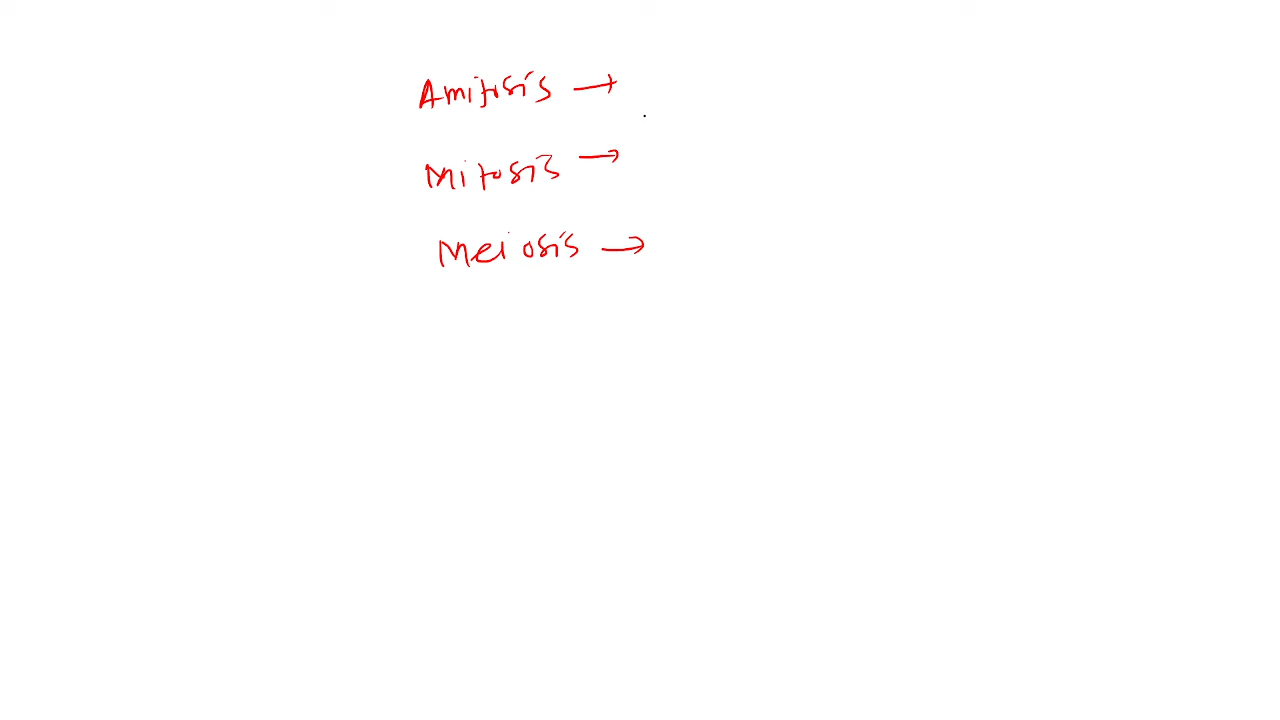 Amitosis →
Mitosis →
Meiosis →